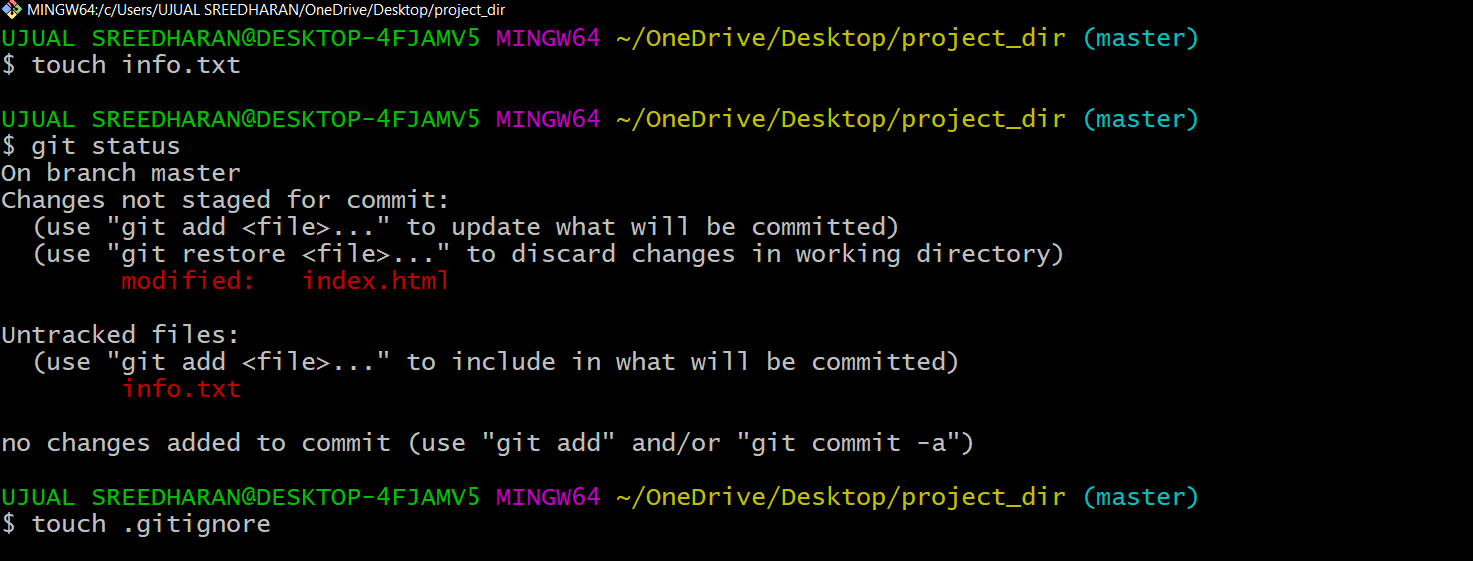 MINGW64:/c/Users/UJUAL SREEDHARAN/OneDrive/Desktop/project_dir
UJUAL SREEDHARAN@DESKTOP-4FJAMV5 MINGW64 ~/OneDrive/Desktop/project_dir (master)
$ touch info.txt
UJUAL SREEDHARAN@DESKTOP-4FJAMV5 MINGW64 ~/OneDrive/Desktop/project_dir (master)
$ git status
On branch master
Changes not staged for commit:
  (use "git add <file>..." to update what will be committed)
  (use "git restore <file>..." to discard changes in working directory)
        modified:   index.html
Untracked files:
  (use "git add <file>..." to include in what will be committed)
        info.txt
no changes added to commit (use "git add" and/or "git commit -a")
UJUAL SREEDHARAN@DESKTOP-4FJAMV5 MINGW64 ~/OneDrive/Desktop/project_dir (master)
$ touch .gitignore